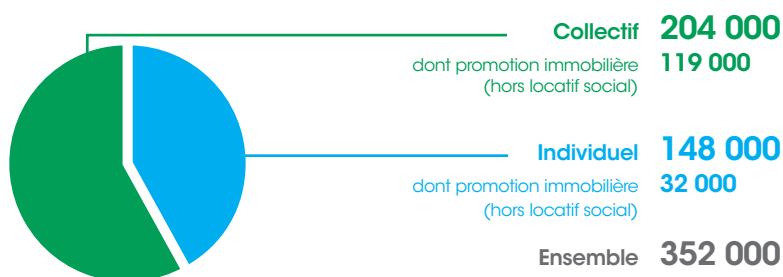 Collectif 204 000
dont promotion immobilière 119 000
(hors locatif social)
Individuel 148 000
dont promotion immobilière 32 000
(hors locatif social)
Ensemble 352 000